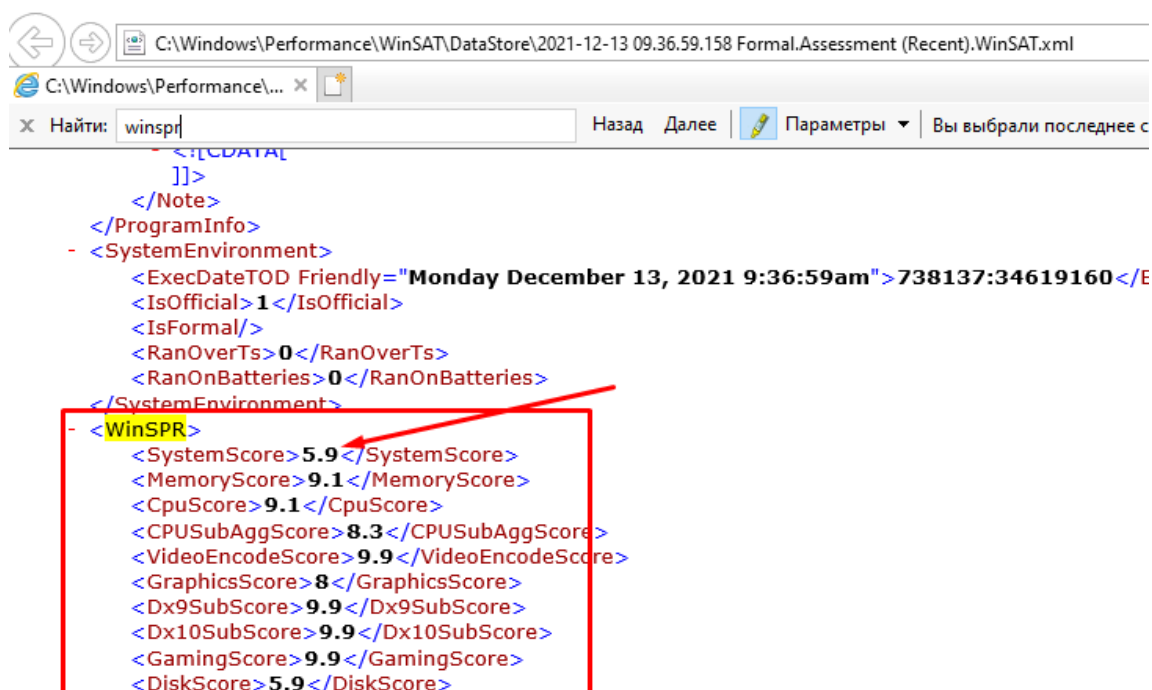 C:\Windows\Performance\WinSAT\DataStore\2021-12-13 09.36.59.158 Formal.Assessment (Recent).WinSAT.xml
C:\Windows\Performance\...
Найти: winspr Назад Далее Параметры Вы выбрали последнее с
- <![CDATA[
]]>
</Note>
</ProgramInfo>
- <SystemEnvironment>
<ExecDateTOD Friendly="Monday December 13, 2021 9:36:59am">738137:34619160</E
<IsOfficial>1</IsOfficial>
<IsFormal/>
<RanOverTs>0</RanOverTs>
<RanOnBatteries>0</RanOnBatteries>
</SystemEnvironment>
- <WinSPR>
<SystemScore>5.9</SystemScore>
<MemoryScore>9.1</MemoryScore>
<CpuScore>9.1</CpuScore>
<CPUSubAggScore>8.3</CPUSubAggScore>
<VideoEncodeScore>9.9</VideoEncodeScore>
<GraphicsScore>8</GraphicsScore>
<Dx9SubScore>9.9</Dx9SubScore>
<Dx10SubScore>9.9</Dx10SubScore>
<GamingScore>9.9</GamingScore>
<DiskScore>5.9</DiskScore>